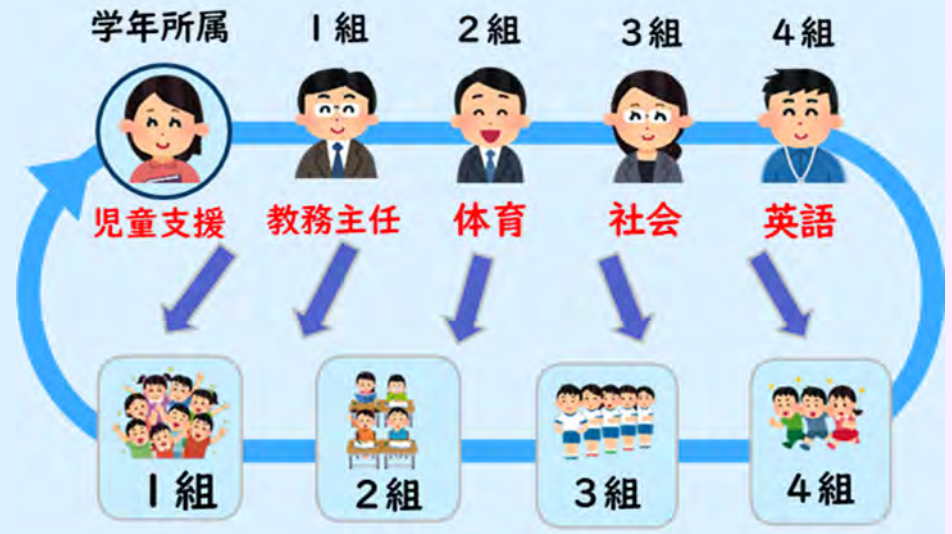 学年所属 1組 2組 3組 4組
児童支援 教務主任 体育 社会 英語
1組 2組 3組 4組